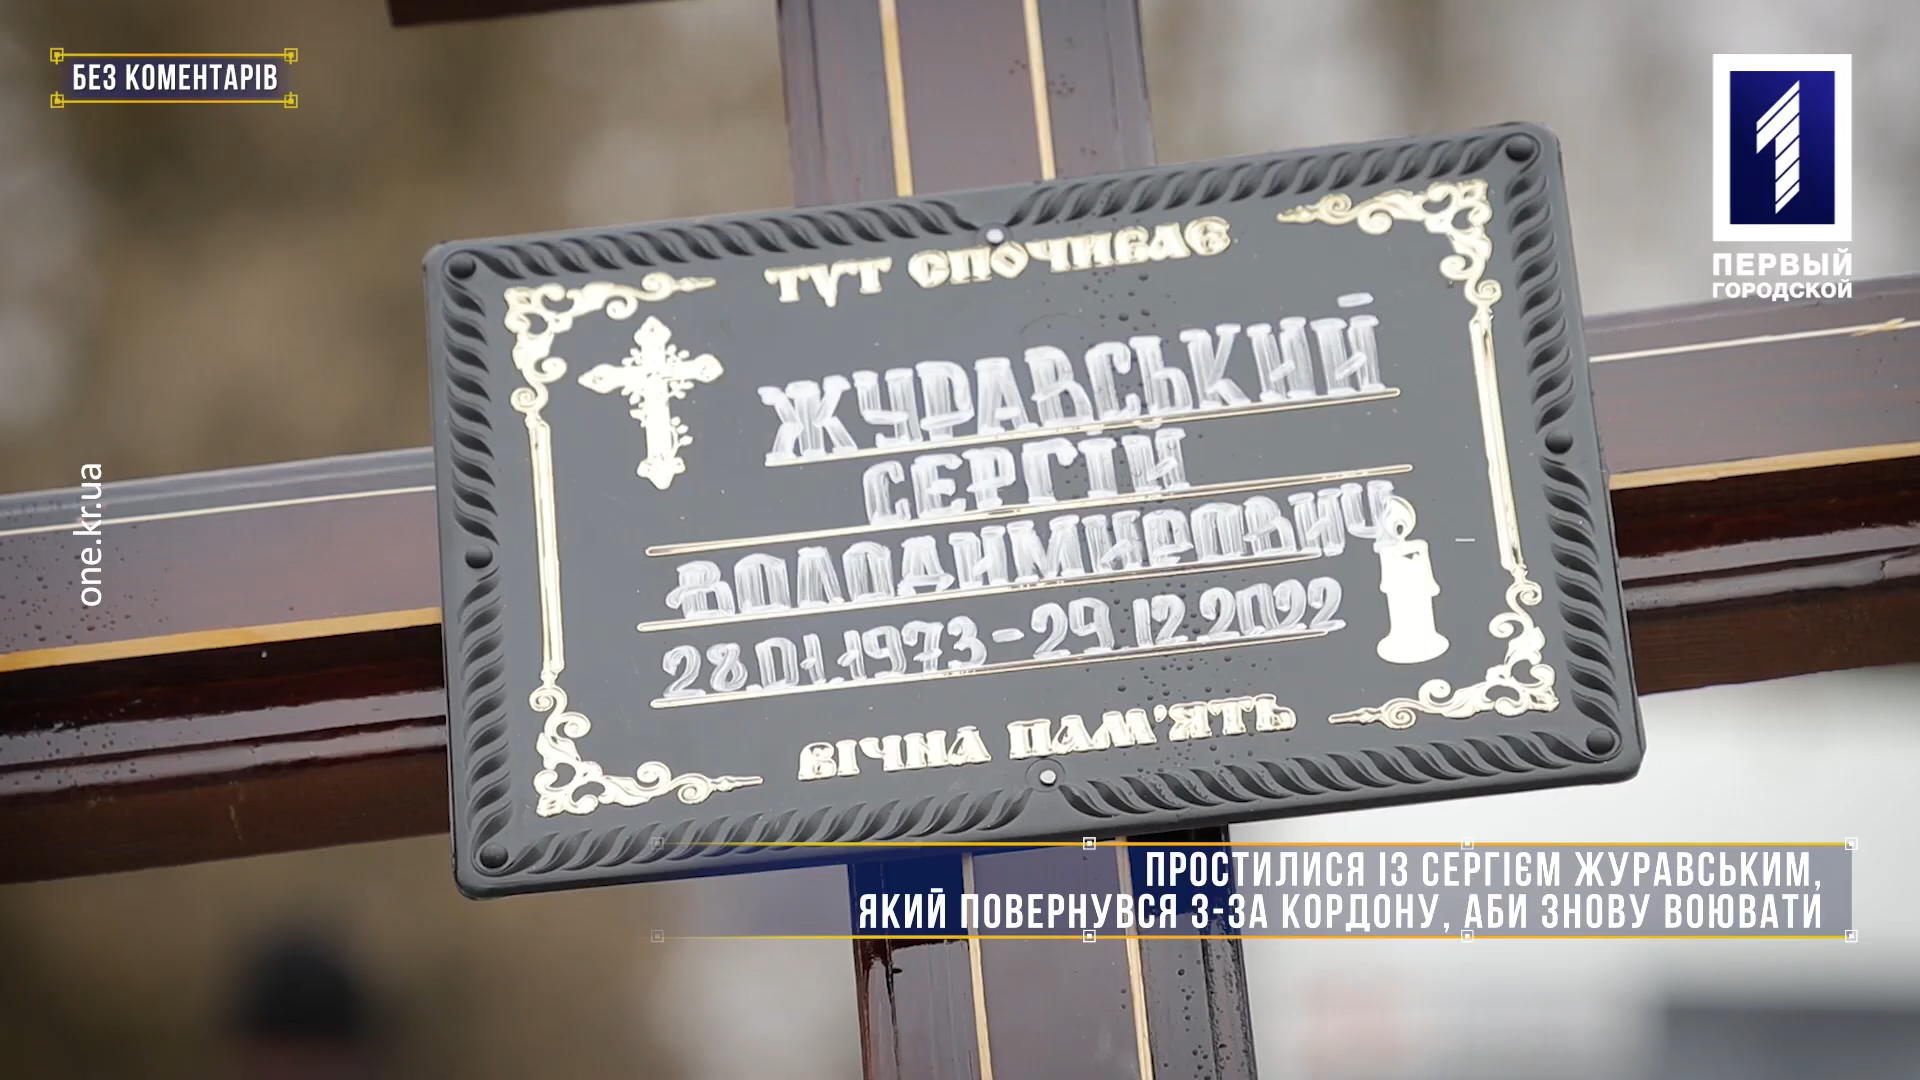 БЕЗ КОМЕНТАРІВ
ПЕРВЫЙ
ГОРОДСКОЙ
one.kr.ua
ТУТ СПОЧИВАЄ
ЖУРАВСЬКИЙ
СЕРГІЙ
ВОЛОДИМИРОВИЧ
28.01.1973-29.12.2022
ВІЧНА ПАМ'ЯТЬ
ПРОСТИЛИСЯ ІЗ СЕРГІЄМ ЖУРАВСЬКИМ,
ЯКИЙ ПОВЕРНУВСЯ З-ЗА КОРДОНУ, АБИ ЗНОВУ ВОЮВАТИ